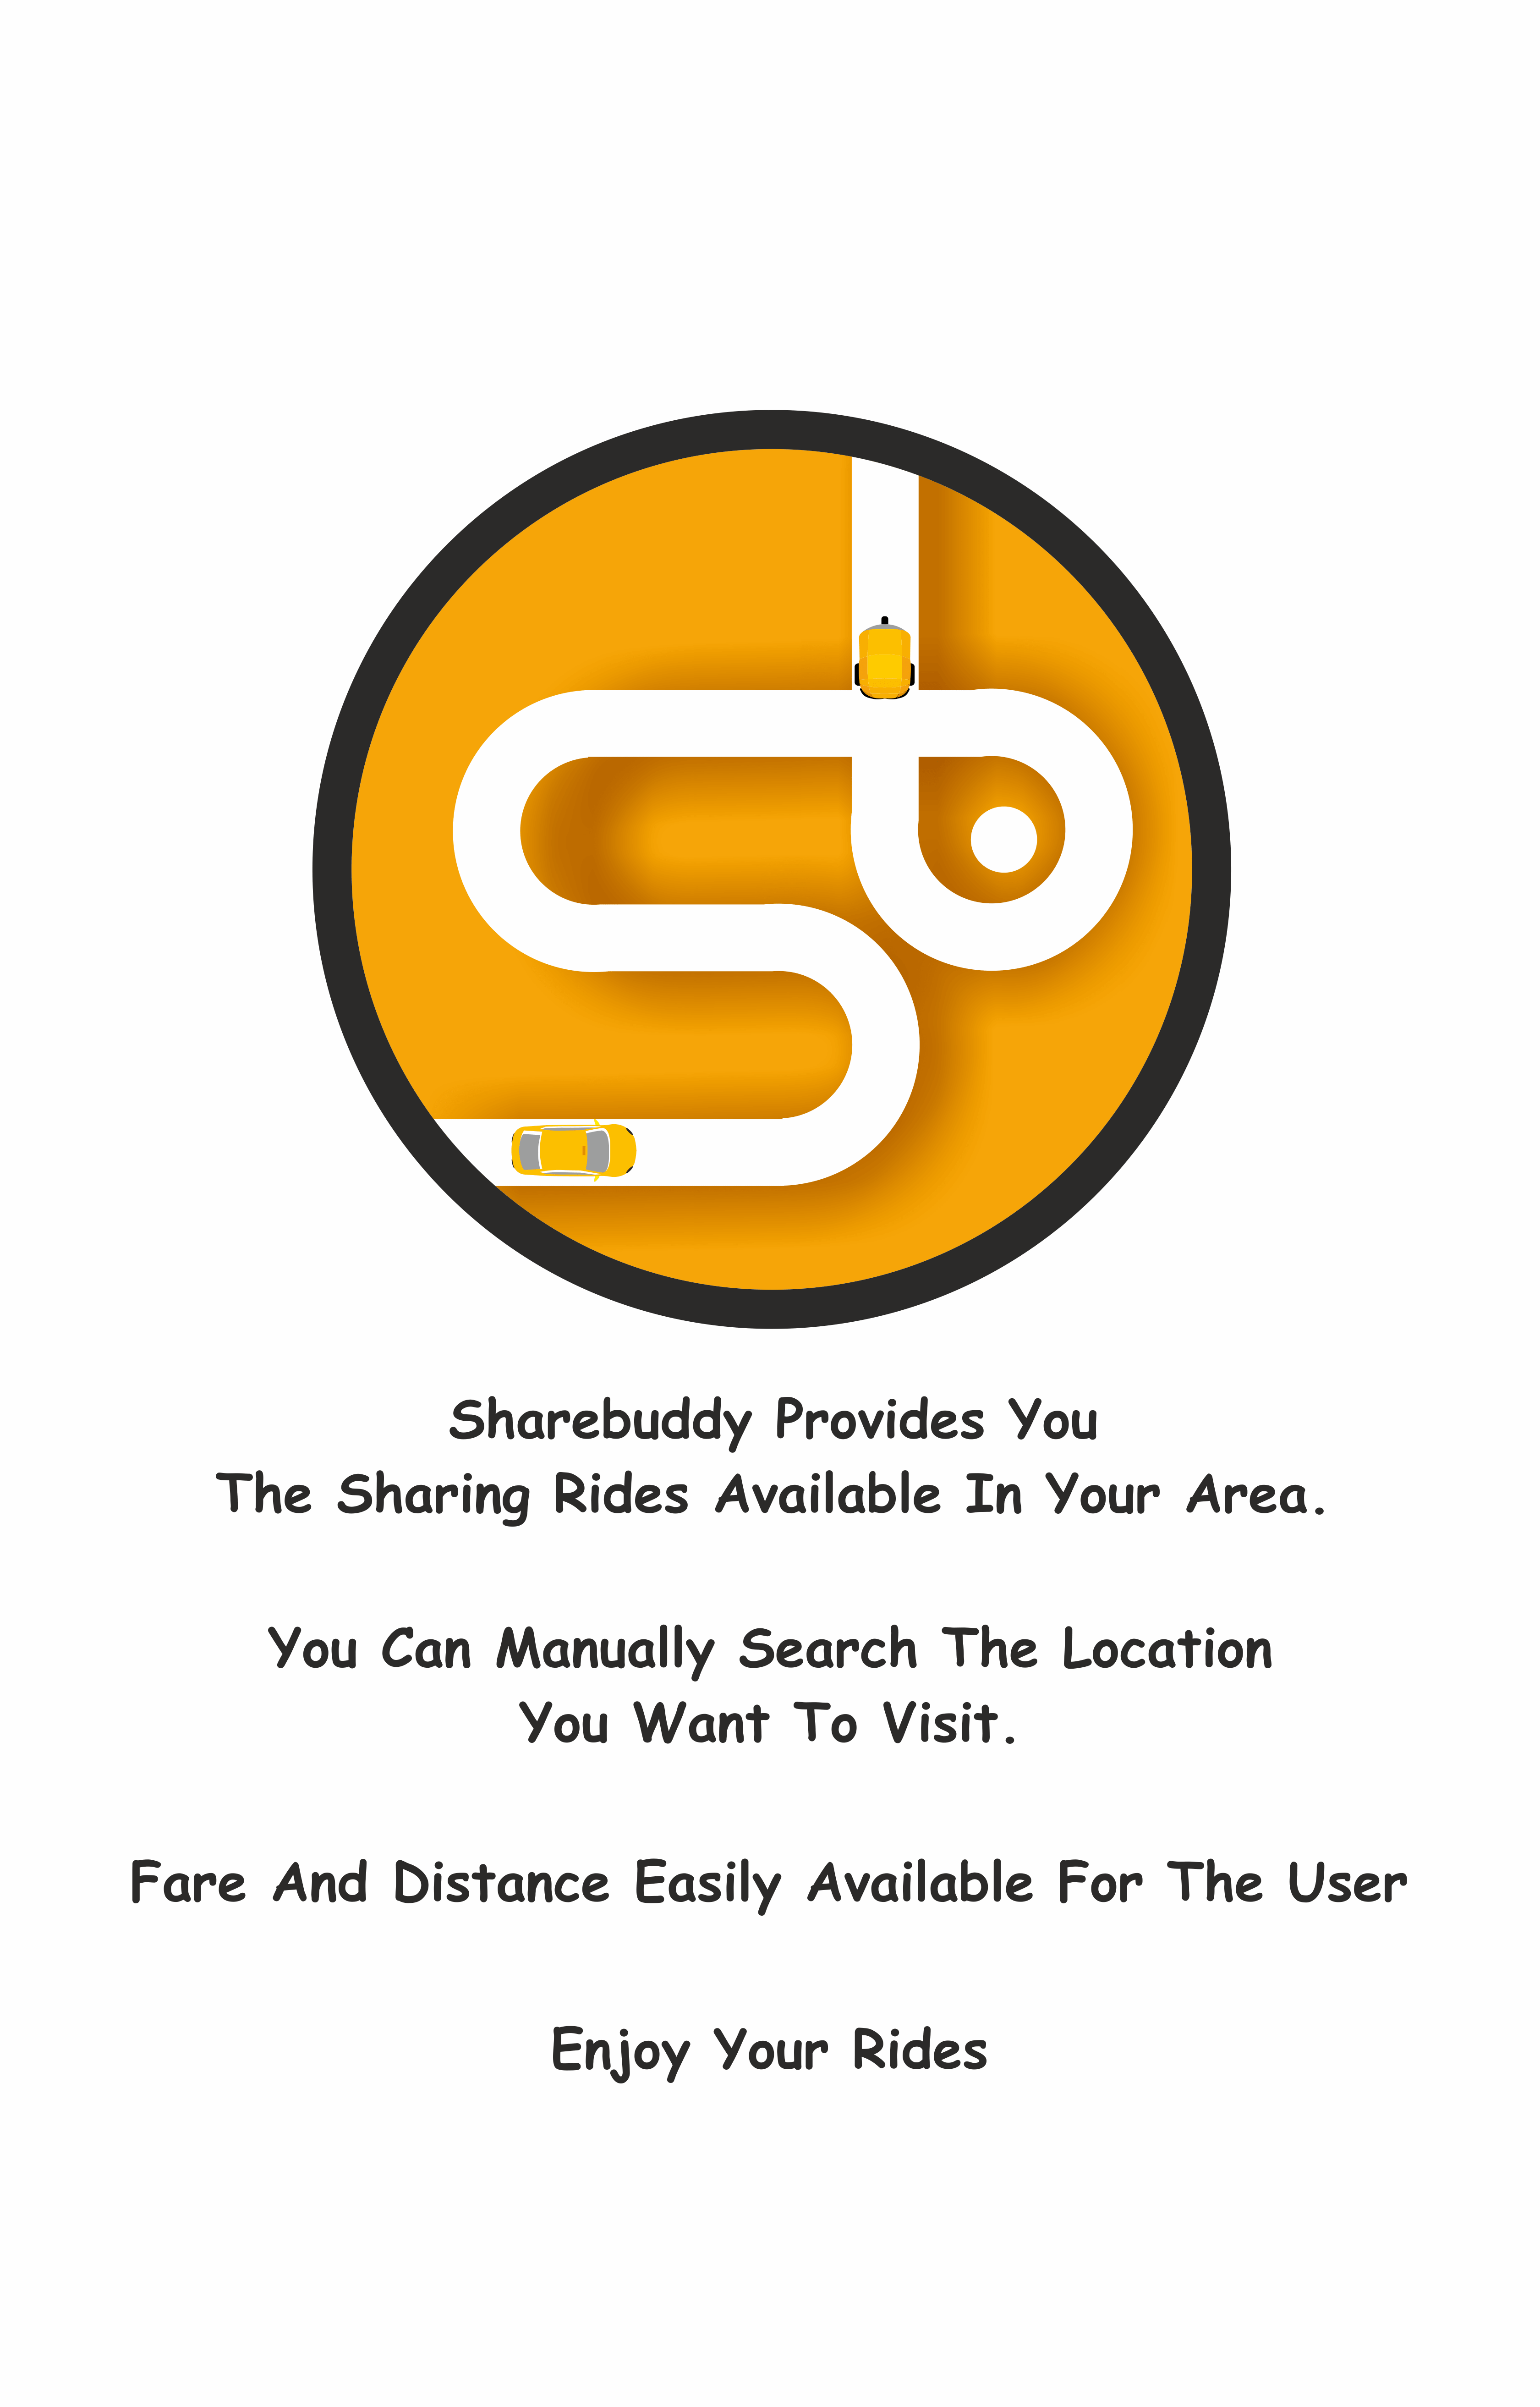 Sharebuddy Provides You
The Sharing Rides Available In Your Area.
You Can Manually Search The Location
You Want To Visit.
Fare And Distance Easily Available For The User
Enjoy Your Rides